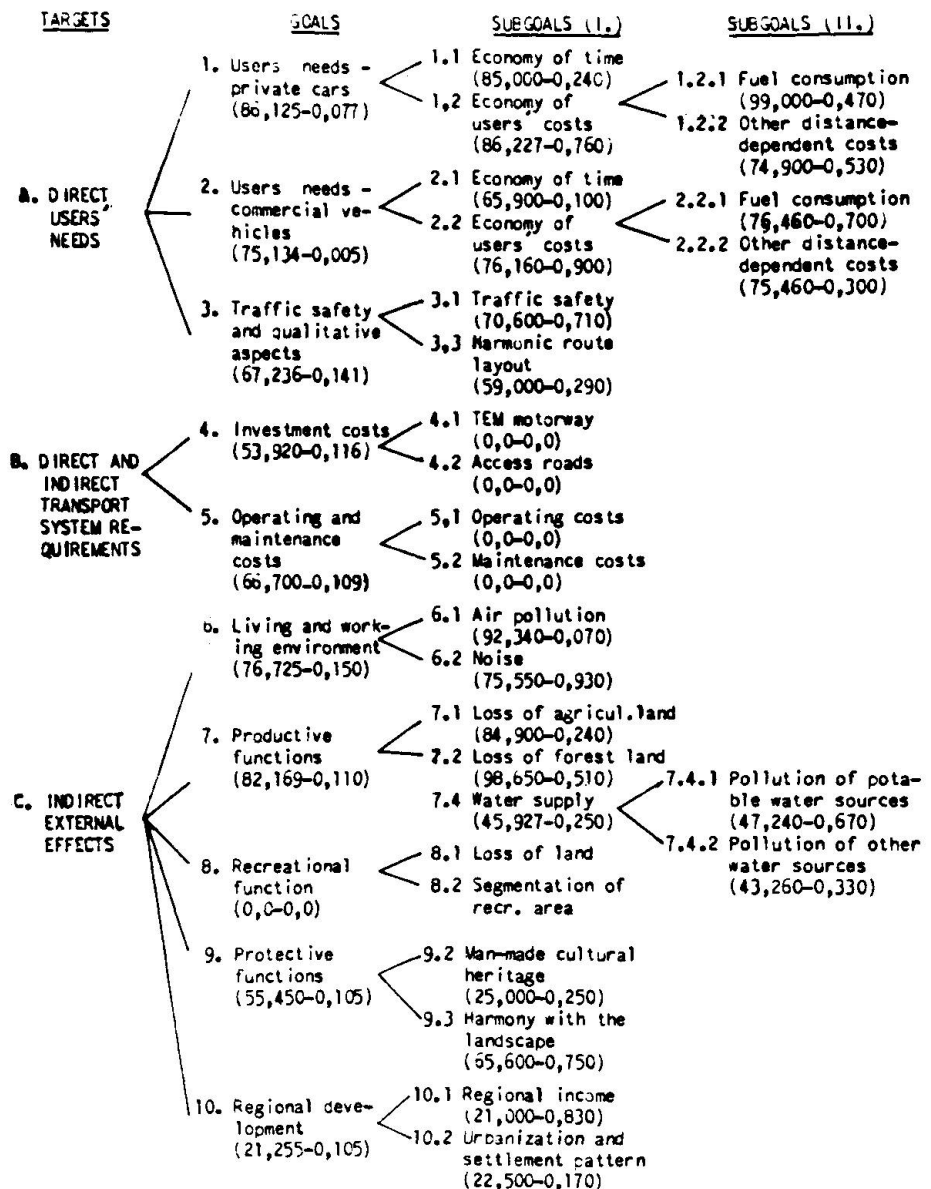 TARGETS GOALS SUBGOALS (I.) SUBGOALS (II.)
A. DIRECT
USERS'
NEEDS
1. Users needs -
private cars
(86,125-0,077)
1.1 Economy of time
(85,000-0,240)
1,2 Economy of
users' costs
(86,227-0,760)
1.2.1 Fuel consumption
(99,000-0,470)
1.2.2 Other distance-
dependent costs
(74,900-0,530)
2. Users needs -
commercial ve-
hicles
(75,134-0,005)
2.1 Economy of time
(65,900-0,100)
2.2 Economy of
users' costs
(76,160-0,900)
2.2.1 Fuel consumption
(76,460-0,700)
2.2.2 Other distance-
dependent costs
(75,460-0,300)
3. Traffic safety
and qualitative
aspects
(67,236-0,141)
3.1 Traffic safety
(70,600-0,710)
3,3 Harmonic route
layout
(59,000-0,290)
B. DIRECT AND
INDIRECT
TRANSPORT
SYSTEM RE-
QUIREMENTS
4. Investment costs
(53,920-0,116)
4.1 TEM motorway
(0,0-0,0)
4.2 Access roads
(0,0-0,0)
5. Operating and
maintenance
costs
(66,700-0,109)
5,1 Operating costs
(0,0-0,0)
5.2 Maintenance costs
(0,0-0,0)
C. INDIRECT
EXTERNAL
EFFECTS
6. Living and work-
ing environment
(76,725-0,150)
6.1 Air pollution
(92,340-0,070)
6.2 Noise
(75,550-0,930)
7. Productive
functions
(82,169-0,110)
7.1 Loss of agricul.land
(84,900-0,240)
7.2 Loss of forest land
(98,650-0,510)
7.4 Water supply
(45,927-0,250)
7.4.1 Pollution of pota-
ble water sources
(47,240-0,670)
7.4.2 Pollution of other
water sources
(43,260-0,330)
8. Recreational
function
(0,0-0,0)
8.1 Loss of land
8.2 Segmentation of
recr. area
9. Protective
functions
(55,450-0,105)
9.2 Man-made cultural
heritage
(25,000-0,250)
9.3 Harmony with the
landscape
(65,600-0,750)
10. Regional deve-
lopment
(21,255-0,105)
10.1 Regional income
(21,000-0,830)
10.2 Urbanization and
settlement pattern
(22,500-0,170)